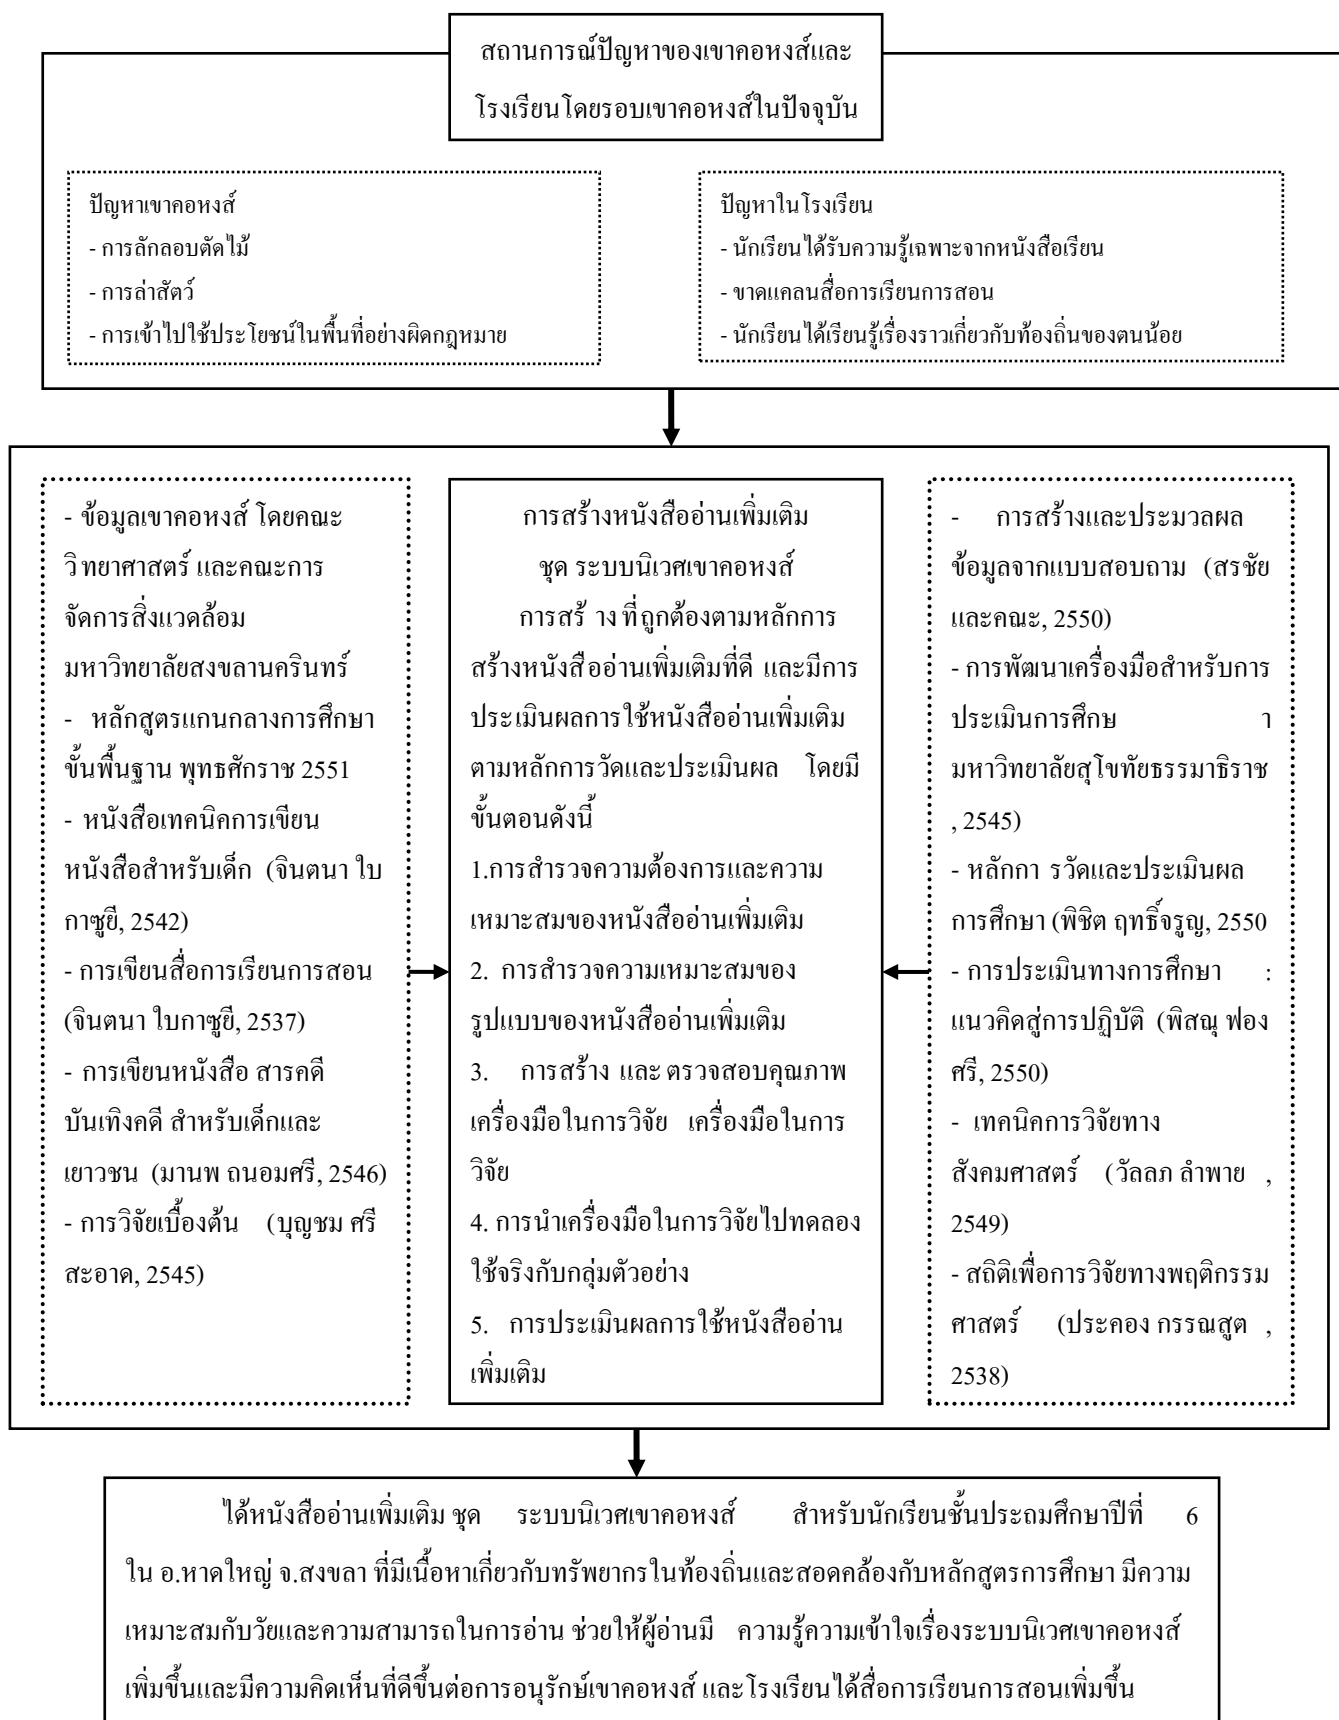 สถานการณ์ปัญหาของเขาคอหงส์และ
โรงเรียนโดยรอบเขาคอหงส์ในปัจจุบัน
ปัญหาเขาคอหงส์
- การลักลอบตัดไม้
- การล่าสัตว์
- การเข้าไปใช้ประโยชน์ในพื้นที่อย่างผิดกฎหมาย
ปัญหาในโรงเรียน
- นักเรียนได้รับความรู้เฉพาะจากหนังสือเรียน
- ขาดแคลนสื่อการเรียนการสอน
- นักเรียนได้เรียนรู้เรื่องราวเกี่ยวกับท้องถิ่นของตนน้อย
- ข้อมูลเขาคอหงส์ โดยคณะ
วิทยาศาสตร์ และคณะการ
จัดการสิ่งแวดล้อม
มหาวิทยาลัยสงขลานครินทร์
- หลักสูตรแกนกลางการศึกษา
ขั้นพื้นฐาน พุทธศักราช 2551
- หนังสือเทคนิคการเขียน
หนังสือสำหรับเด็ก (จินตนา ใบ
กาซูยี, 2542)
- การเขียนสื่อการเรียนการสอน
(จินตนา ใบกาซูยี, 2537)
- การเขียนหนังสือ สารคดี
บันเทิงคดี สำหรับเด็กและ
เยาวชน (มานพ ถนอมศรี, 2546)
- การวิจัยเบื้องต้น (บุญชม ศรี
สะอาด, 2545)
การสร้างหนังสืออ่านเพิ่มเติม
ชุด ระบบนิเวศเขาคอหงส์
การสร้ าง ที่ถูกต้องตามหลักการ
สร้างหนังสืออ่านเพิ่มเติมที่ดี และมีการ
ประเมินผลการใช้หนังสืออ่านเพิ่มเติม
ตามหลักการวัดและประเมินผล โดยมี
ขั้นตอนดังนี้
1.การสำรวจความต้องการและความ
เหมาะสมของหนังสืออ่านเพิ่มเติม
2. การสำรวจความเหมาะสมของ
รูปแบบของหนังสืออ่านเพิ่มเติม
3. การสร้าง และ ตรวจสอบคุณภาพ
เครื่องมือในการวิจัย เครื่องมือในการ
วิจัย
4. การนำเครื่องมือในการวิจัยไปทดลอง
ใช้จริงกับกลุ่มตัวอย่าง
5. การประเมินผลการใช้หนังสืออ่าน
เพิ่มเติม
- การสร้างและประมวลผล
ข้อมูลจากแบบสอบถาม (สรชัย
และคณะ, 2550)
- การพัฒนาเครื่องมือสำหรับการ
ประเมินการศึกษ า
มหาวิทยาลัยสุโขทัยธรรมาธิราช
, 2545)
- หลักกา รวัดและประเมินผล
การศึกษา (พิชิต ฤทธิ์จรูญ, 2550
- การประเมินทางการศึกษา :
แนวคิดสู่การปฏิบัติ (พิสณุ ฟอง
ศรี, 2550)
- เทคนิคการวิจัยทาง
สังคมศาสตร์ (วัลลภ ลำพาย ,
2549)
- สถิติเพื่อการวิจัยทางพฤติกรรม
ศาสตร์ (ประคอง กรรณสูต ,
2538)
ได้หนังสืออ่านเพิ่มเติม ชุด ระบบนิเวศเขาคอหงส์ สำหรับนักเรียนชั้นประถมศึกษาปีที่ 6
ใน อ.หาดใหญ่ จ.สงขลา ที่มีเนื้อหาเกี่ยวกับทรัพยากรในท้องถิ่นและสอดคล้องกับหลักสูตรการศึกษา มีความ
เหมาะสมกับวัยและความสามารถในการอ่าน ช่วยให้ผู้อ่านมี ความรู้ความเข้าใจเรื่องระบบนิเวศเขาคอหงส์
เพิ่มขึ้นและมีความคิดเห็นที่ดีขึ้นต่อการอนุรักษ์เขาคอหงส์ และโรงเรียนได้สื่อการเรียนการสอนเพิ่มขึ้น